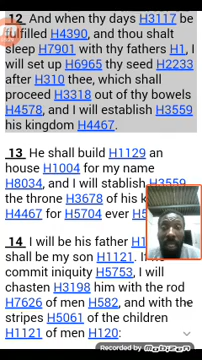 12 And when thy days H3117 be
fulfilled H4390, and thou shalt
sleep H7901 with thy fathers H1, I
will set up H6965 thy seed H2233
after H310 thee, which shall
proceed H3318 out of thy bowels
H4578, and I will establish H3559
his kingdom H4467.
13 He shall build H1129 an
house H1004 for my name
H8034, and I will stablish H3559
the throne H3678 of his
H4467 for H5704 ever
14 I will be his father
shall be my son H1121. If he
commit iniquity H5753, I will
chasten H3198 him with the rod
H7626 of men H582, and with the
stripes H5061 of the children
H1121 of men H120:
Recorded by